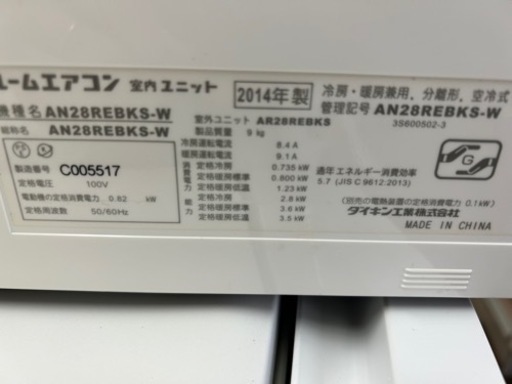 ルームエアコン 室内ユニット
2014年製
冷房・暖房兼用、分離形、空冷式
機種名 AN28REBKS-W
室外ユニット AR28REBKS
管理記号 AN28REBKS-W
総称名 AN28REBKS-W
製品質量 9 kg
3S600502-3
冷房運転電流 8.4 A
暖房運転電流 9.1 A
製造番号 C005517
定格電圧 100V
電動機の定格消費電力 0.82 kW
定格周波数 50/60Hz
消費電力
定格冷房 0.735 kW
定格暖房標準 0.800 kW
定格暖房低温 1.23 kW
能力
定格冷房 2.8 kW
定格暖房標準 3.6 kW
定格暖房低温 3.5 kW
通年エネルギー消費効率
5.7 (JIS C 9612:2013)
G
(別売の電熱装置の定格消費電力 0.1kW)
ダイキン工業株式会社
MADE IN CHINA